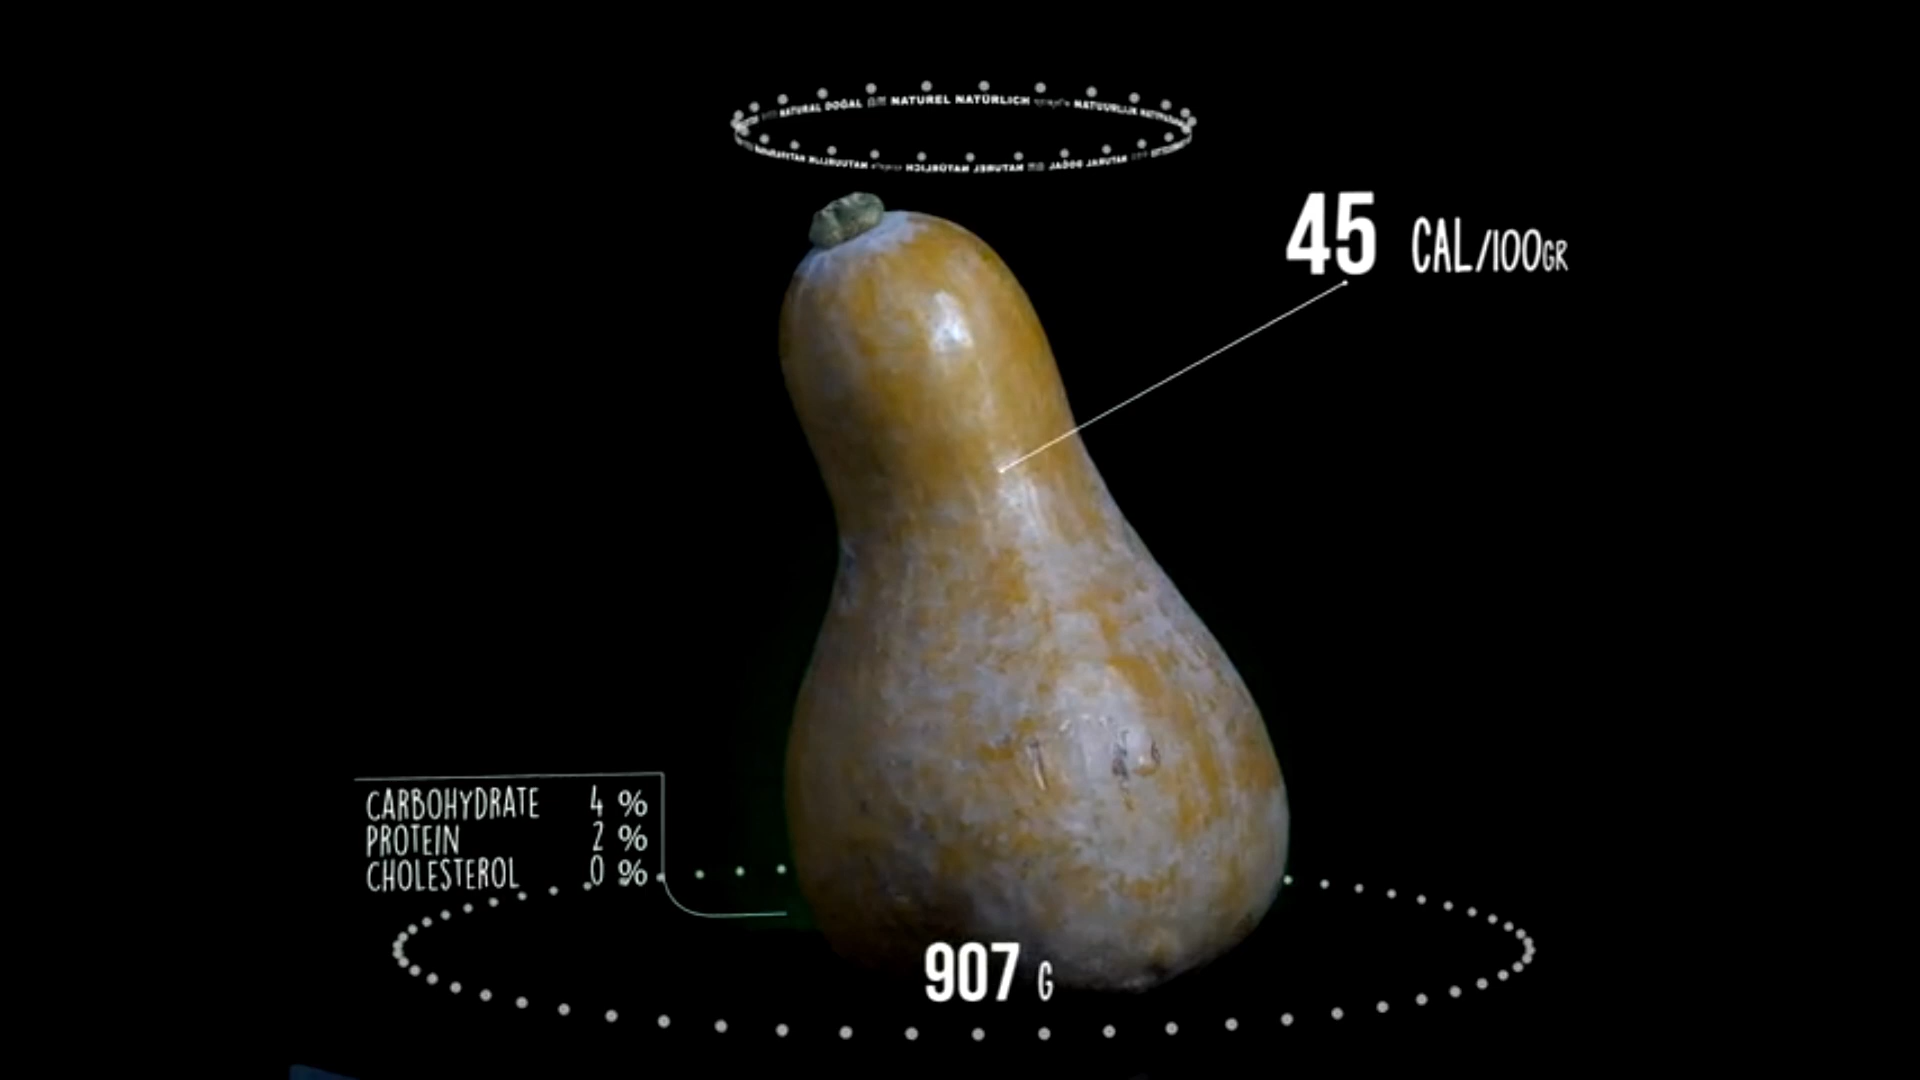 NATURAL DOĞAL NATUREL NATÜRLICH NATUURLIJK
45 CAL/100GR
CARBOHYDRATE 4 %
PROTEIN 2 %
CHOLESTEROL 0 %
907 G